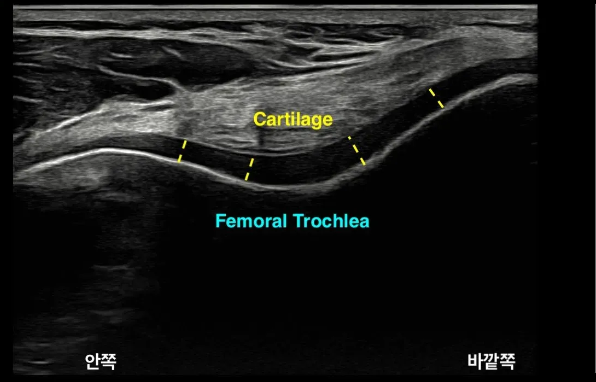 Cartilage
Femoral Trochlea
안쪽
바깥쪽